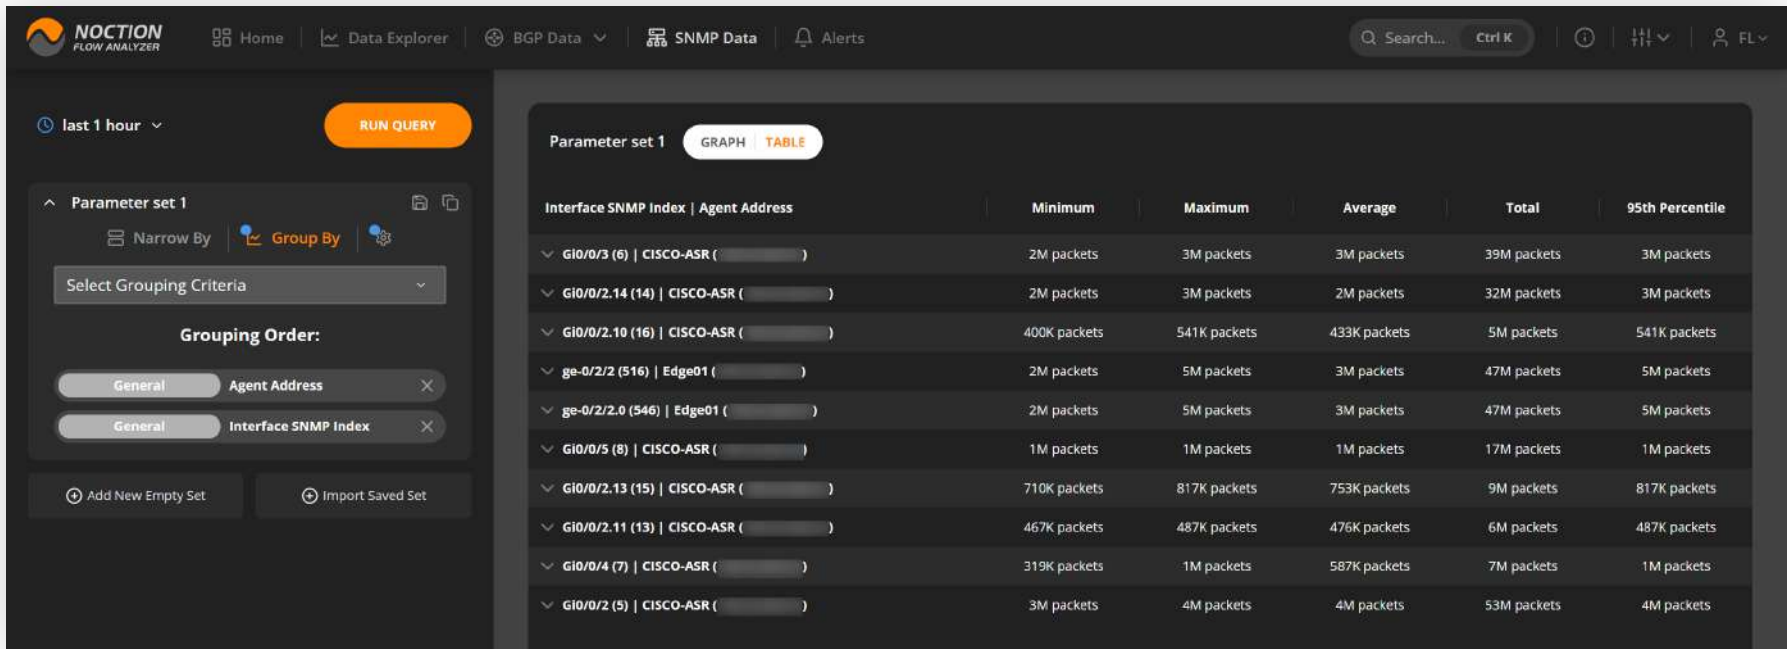 NOCTION
FLOW ANALYZER
Home
Data Explorer
BGP Data
SNMP Data
Alerts
Search... Ctrl K
FL
last 1 hour
RUN QUERY
Parameter set 1
Narrow By
Group By
Select Grouping Criteria
Grouping Order:
General Agent Address
General Interface SNMP Index
Add New Empty Set
Import Saved Set
Parameter set 1 GRAPH TABLE
Interface SNMP Index | Agent Address Minimum Maximum Average Total 95th Percentile
Gi0/0/3 (6) | CISCO-ASR ( ) 2M packets 3M packets 3M packets 39M packets 3M packets
Gi0/0/2.14 (14) | CISCO-ASR ( ) 2M packets 3M packets 2M packets 32M packets 3M packets
Gi0/0/2.10 (16) | CISCO-ASR ( ) 400K packets 541K packets 433K packets 5M packets 541K packets
ge-0/2/2 (516) | Edge01 ( ) 2M packets 5M packets 3M packets 47M packets 5M packets
ge-0/2/2.0 (546) | Edge01 ( ) 2M packets 5M packets 3M packets 47M packets 5M packets
Gi0/0/5 (8) | CISCO-ASR ( ) 1M packets 1M packets 1M packets 17M packets 1M packets
Gi0/0/2.13 (15) | CISCO-ASR ( ) 710K packets 817K packets 753K packets 9M packets 817K packets
Gi0/0/2.11 (13) | CISCO-ASR ( ) 467K packets 487K packets 476K packets 6M packets 487K packets
Gi0/0/4 (7) | CISCO-ASR ( ) 319K packets 1M packets 587K packets 7M packets 1M packets
Gi0/0/2 (5) | CISCO-ASR ( ) 3M packets 4M packets 4M packets 53M packets 4M packets